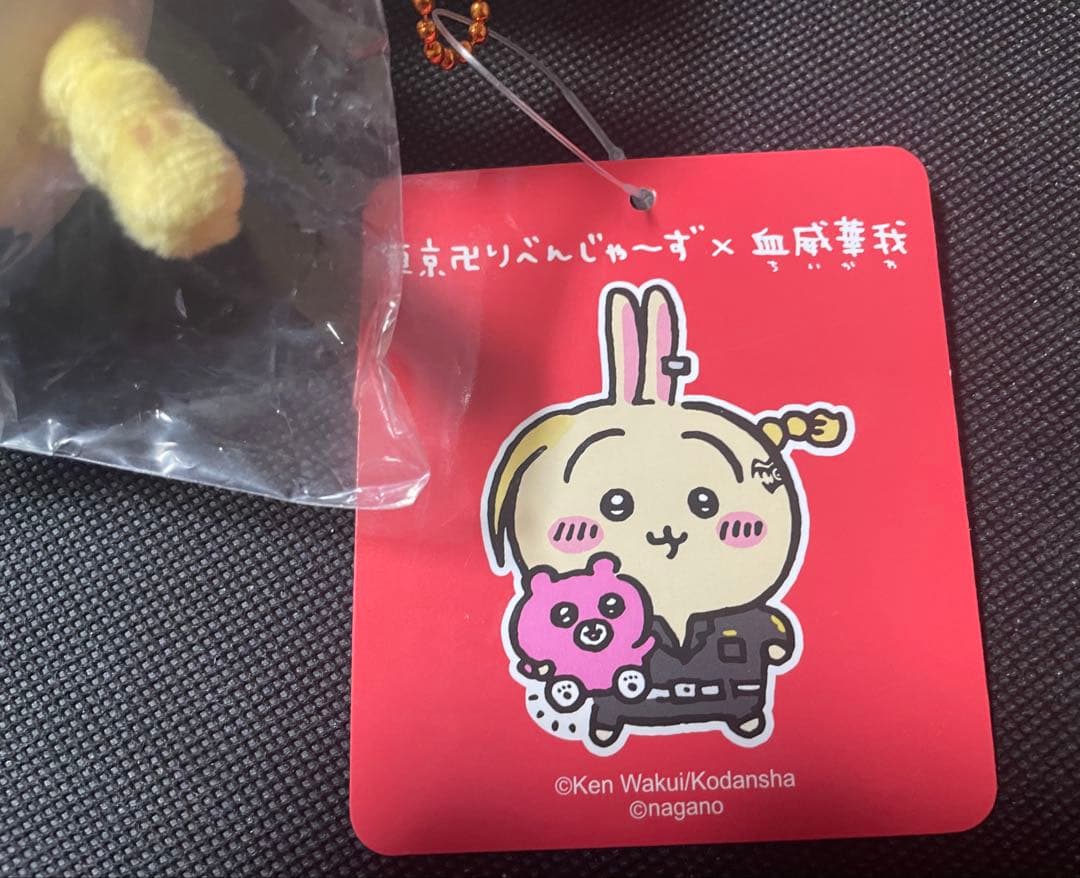 東京卍りべんじゃ〜ず×血威華我
ちいかわ
©Ken Wakui/Kodansha
©nagano